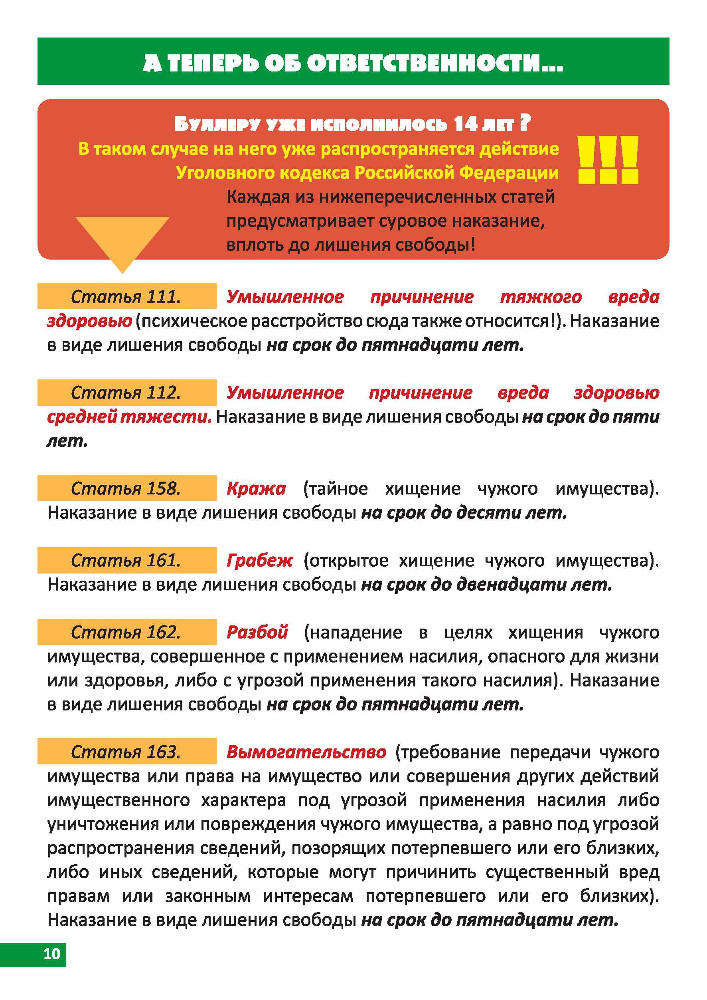 А ТЕПЕРЬ ОБ ОТВЕТСТВЕННОСТИ...
Буллеру уже исполнилось 14 лет ?
В таком случае на него уже распространяется действие
Уголовного кодекса Российской Федерации
!!!
Каждая из нижеперечисленных статей
предусматривает суровое наказание,
вплоть до лишения свободы!
Статья 111. Умышленное причинение тяжкого вреда
здоровью (психическое расстройство сюда также относится!). Наказание
в виде лишения свободы на срок до пятнадцати лет.
Статья 112. Умышленное причинение вреда здоровью
средней тяжести. Наказание в виде лишения свободы на срок до пяти
лет.
Статья 158. Кража (тайное хищение чужого имущества).
Наказание в виде лишения свободы на срок до десяти лет.
Статья 161. Грабеж (открытое хищение чужого имущества).
Наказание в виде лишения свободы на срок до двенадцати лет.
Статья 162. Разбой (нападение в целях хищения чужого
имущества, совершенное с применением насилия, опасного для жизни
или здоровья, либо с угрозой применения такого насилия). Наказание
в виде лишения свободы на срок до пятнадцати лет.
Статья 163. Вымогательство (требование передачи чужого
имущества или права на имущество или совершения других действий
имущественного характера под угрозой применения насилия либо
уничтожения или повреждения чужого имущества, а равно под угрозой
распространения сведений, позорящих потерпевшего или его близких,
либо иных сведений, которые могут причинить существенный вред
правам или законным интересам потерпевшего или его близких).
Наказание в виде лишения свободы на срок до пятнадцати лет.
10